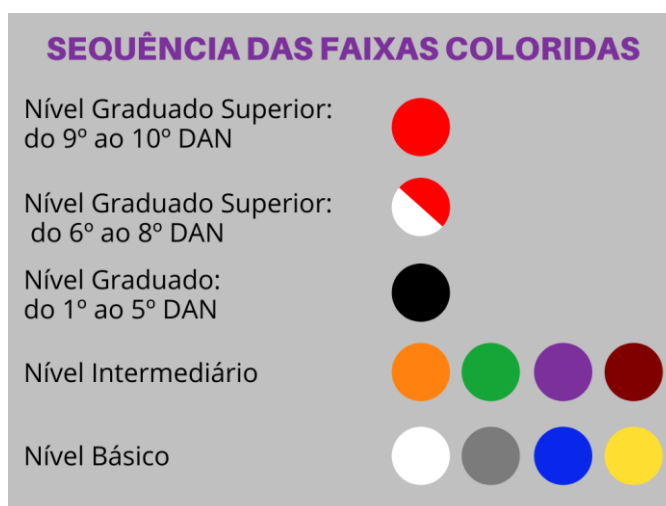 SEQUÊNCIA DAS FAIXAS COLORIDAS
Nível Graduado Superior:
do 9º ao 10º DAN
Nível Graduado Superior:
do 6º ao 8º DAN
Nível Graduado:
do 1º ao 5º DAN
Nível Intermediário
Nível Básico